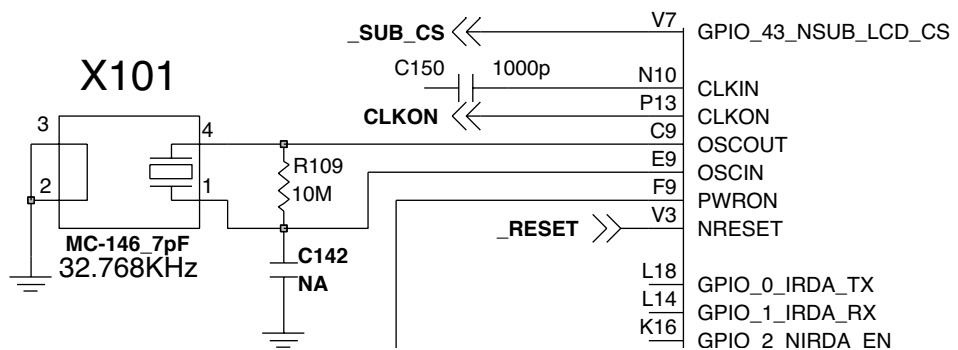 V7
_SUB_CS
GPIO_43_NSUB_LCD_CS
X101
C150
1000p
N10
CLKIN
P13
CLKON
CLKON
C9
OSCOUT
3
4
E9
OSCIN
R109
10M
F9
PWRON
2
1
V3
_RESET
NRESET
MC-146_7pF
32.768KHz
C142
NA
L18
GPIO_0_IRDA_TX
L14
GPIO_1_IRDA_RX
K16
GPIO_2_NIRDA_EN